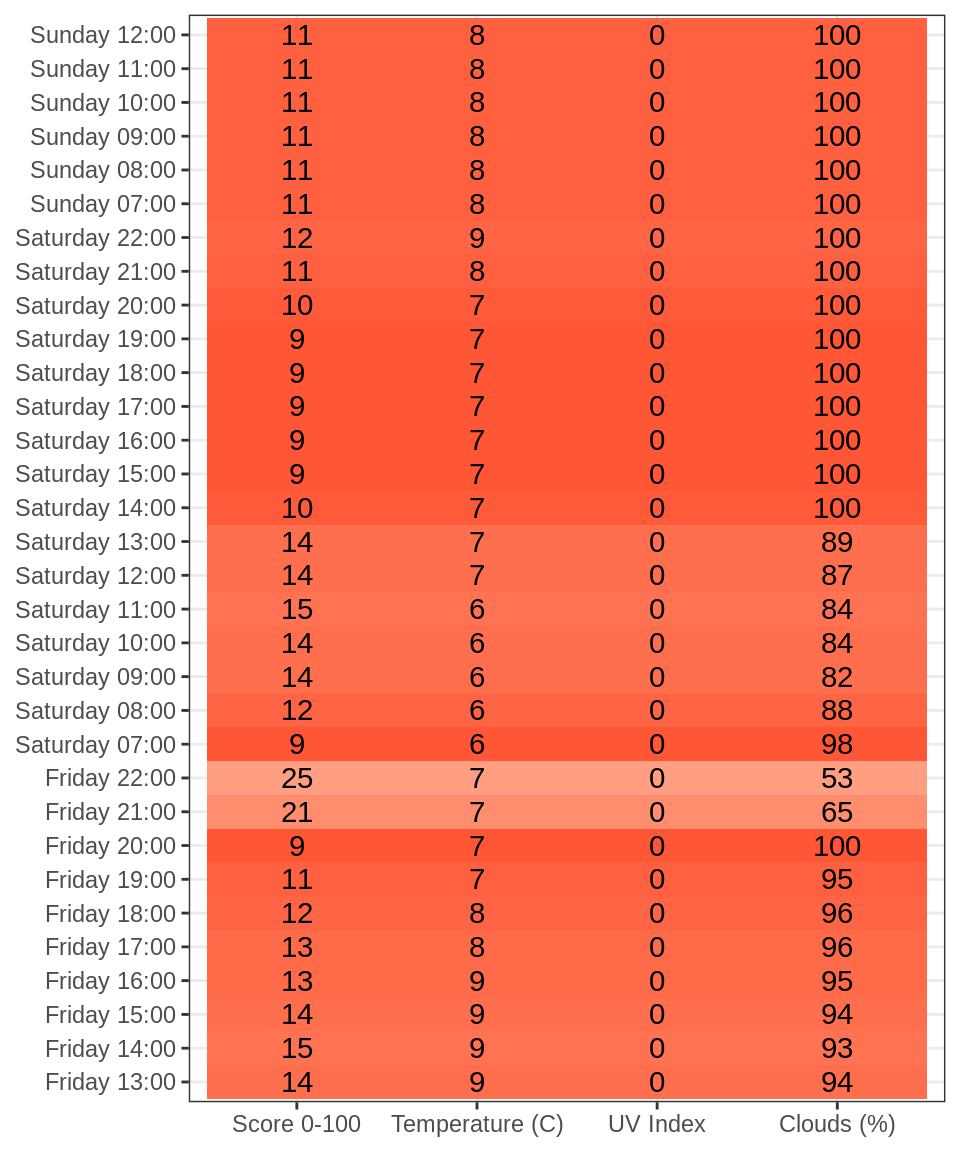 Sunday 12:00 11 8 0 100
Sunday 11:00 11 8 0 100
Sunday 10:00 11 8 0 100
Sunday 09:00 11 8 0 100
Sunday 08:00 11 8 0 100
Sunday 07:00 11 8 0 100
Saturday 22:00 12 9 0 100
Saturday 21:00 11 8 0 100
Saturday 20:00 10 7 0 100
Saturday 19:00 9 7 0 100
Saturday 18:00 9 7 0 100
Saturday 17:00 9 7 0 100
Saturday 16:00 9 7 0 100
Saturday 15:00 9 7 0 100
Saturday 14:00 10 7 0 100
Saturday 13:00 14 7 0 89
Saturday 12:00 14 7 0 87
Saturday 11:00 15 6 0 84
Saturday 10:00 14 6 0 84
Saturday 09:00 14 6 0 82
Saturday 08:00 12 6 0 88
Saturday 07:00 9 6 0 98
Friday 22:00 25 7 0 53
Friday 21:00 21 7 0 65
Friday 20:00 9 7 0 100
Friday 19:00 11 7 0 95
Friday 18:00 12 8 0 96
Friday 17:00 13 8 0 96
Friday 16:00 13 9 0 95
Friday 15:00 14 9 0 94
Friday 14:00 15 9 0 93
Friday 13:00 14 9 0 94
Score 0-100 Temperature (C) UV Index Clouds (%)